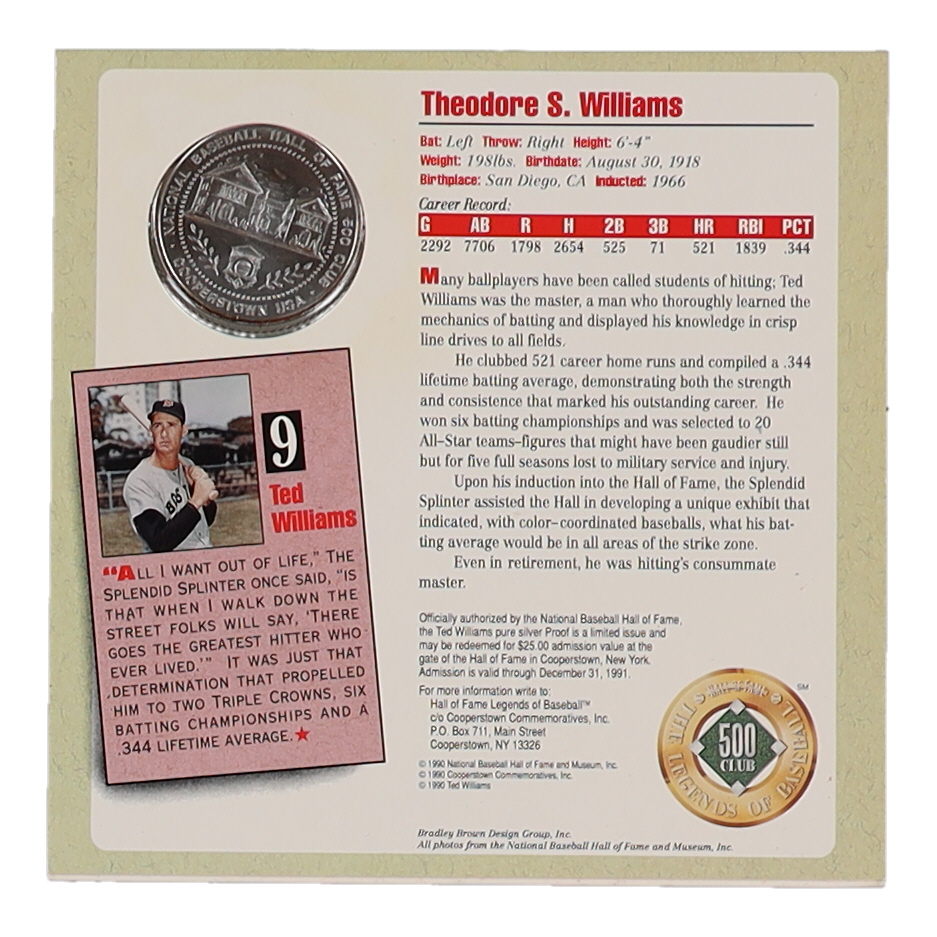 NATIONAL BASEBALL HALL OF FAME 500 CLUB
COOPERSTOWN USA
Theodore S. Williams
Bat: Left Throw: Right Height: 6'-4"
Weight: 198lbs. Birthdate: August 30, 1918
Birthplace: San Diego, CA Inducted: 1966
Career Record:
G AB R H 2B 3B HR RBI PCT
2292 7706 1798 2654 525 71 521 1839 .344
Many ballplayers have been called students of hitting; Ted
Williams was the master, a man who thoroughly learned the
mechanics of batting and displayed his knowledge in crisp
line drives to all fields.
He clubbed 521 career home runs and compiled a .344
lifetime batting average, demonstrating both the strength
and consistence that marked his outstanding career. He
won six batting championships and was selected to 20
All–Star teams–figures that might have been gaudier still
but for five full seasons lost to military service and injury.
Upon his induction into the Hall of Fame, the Splendid
Splinter assisted the Hall in developing a unique exhibit that
indicated, with color–coordinated baseballs, what his bat-
ting average would be in all areas of the strike zone.
Even in retirement, he was hitting's consummate
master.
9
Ted
Williams
"ALL I WANT OUT OF LIFE," THE
SPLENDID SPLINTER ONCE SAID, "IS
THAT WHEN I WALK DOWN THE
STREET FOLKS WILL SAY, 'THERE
GOES THE GREATEST HITTER WHO
EVER LIVED.'" IT WAS JUST THAT
DETERMINATION THAT PROPELLED
HIM TO TWO TRIPLE CROWNS, SIX
BATTING CHAMPIONSHIPS AND A
.344 LIFETIME AVERAGE.
Officially authorized by the National Baseball Hall of Fame,
the Ted Williams pure silver Proof is a limited issue and
may be redeemed for $25.00 admission value at the
gate of the Hall of Fame in Cooperstown, New York.
Admission is valid through December 31, 1991.
For more information write to:
Hall of Fame Legends of Baseball™
c/o Cooperstown Commemoratives, Inc.
P.O. Box 711, Main Street
Cooperstown, NY 13326
© 1990 National Baseball Hall of Fame and Museum, Inc.
© 1990 Cooperstown Commemoratives, Inc.
© 1990 Ted Williams
HALL OF FAME
THE LEGENDS OF BASEBALL
500
CLUB
SM
Bradley Brown Design Group, Inc.
All photos from the National Baseball Hall of Fame and Museum, Inc.